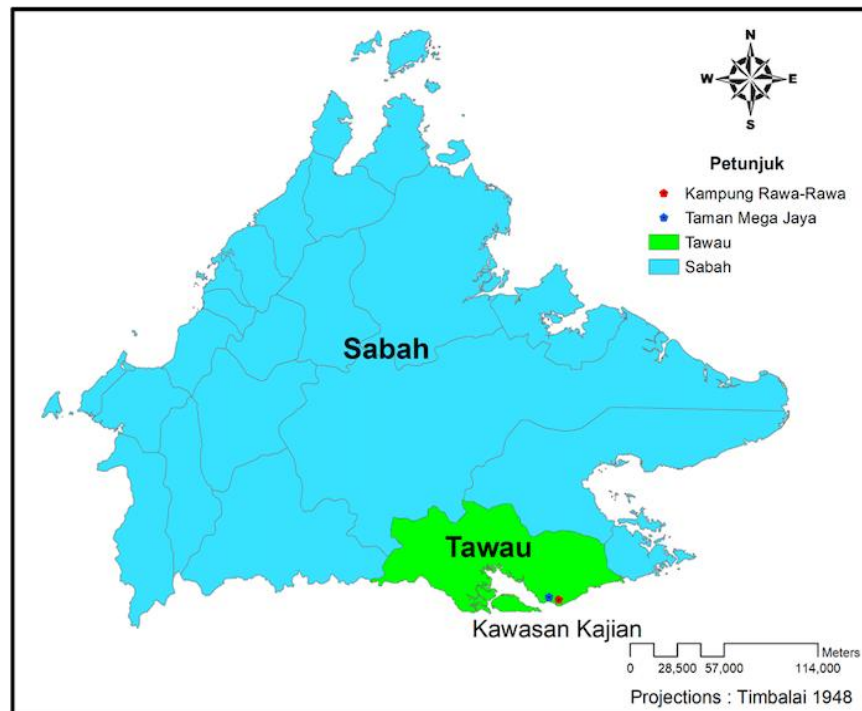 N
W E
S
Petunjuk
Kampung Rawa-Rawa
Taman Mega Jaya
Tawau
Sabah
Sabah
Tawau
Kawasan Kajian
Meters
0 28,500 57,000 114,000
Projections : Timbalai 1948